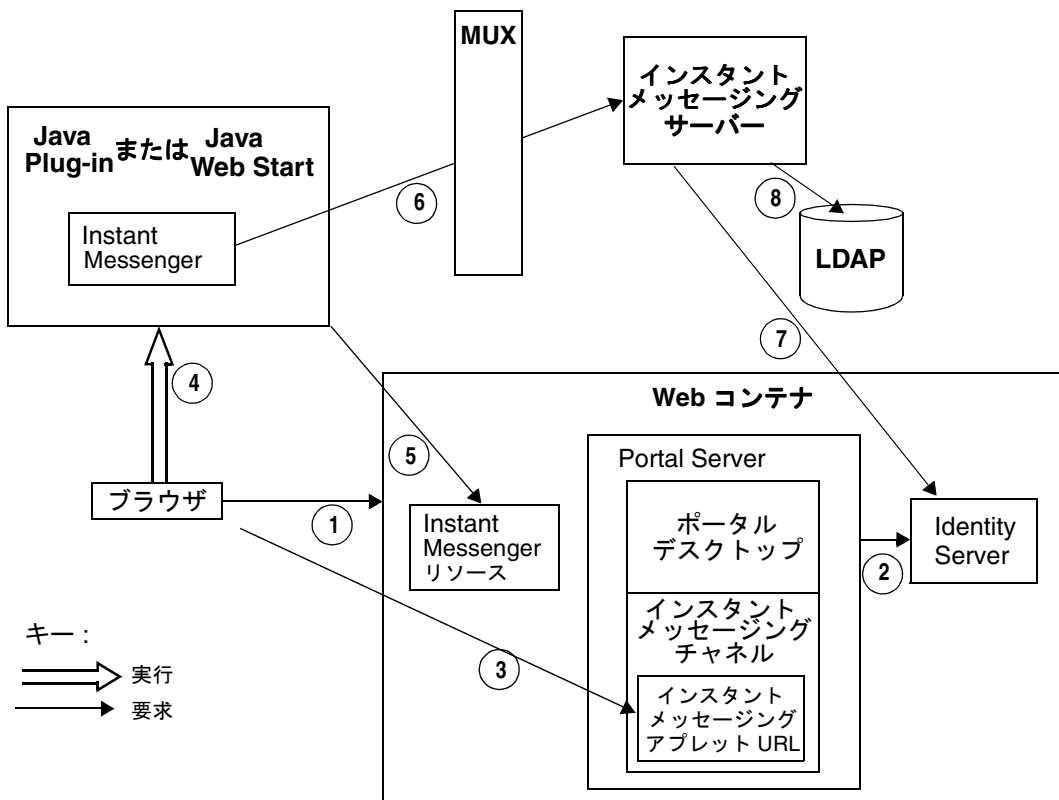 MUX
インスタント
メッセージング
サーバー
Java
Plug-in または Java
Web Start
Instant
Messenger
6
8
LDAP
7
4
Web コンテナ
5
Portal Server
ブラウザ
1
Instant
Messenger
リソース
ポータル
デスクトップ
2
Identity
Server
インスタント
メッセージング
チャネル
キー :
実行
要求
3
インスタント
メッセージング
アプレット URL